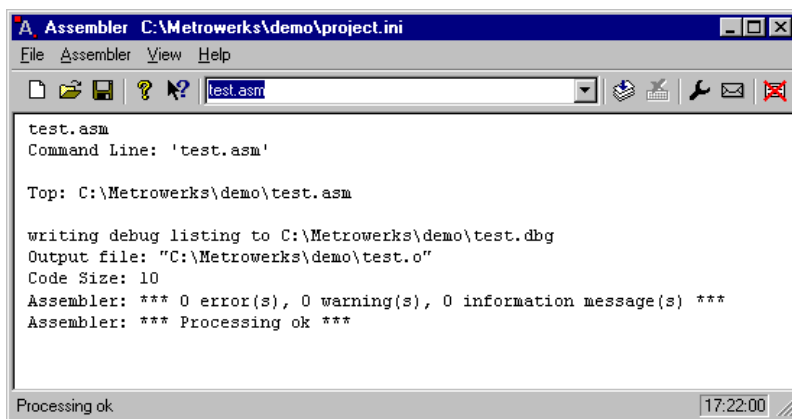 Assembler C:\Metrowerks\demo\project.ini
File Assembler View Help
test.asm
test.asm
Command Line: 'test.asm'
Top: C:\Metrowerks\demo\test.asm
writing debug listing to C:\Metrowerks\demo\test.dbg
Output file: "C:\Metrowerks\demo\test.o"
Code Size: 10
Assembler: *** 0 error(s), 0 warning(s), 0 information message(s) ***
Assembler: *** Processing ok ***
Processing ok 17:22:00